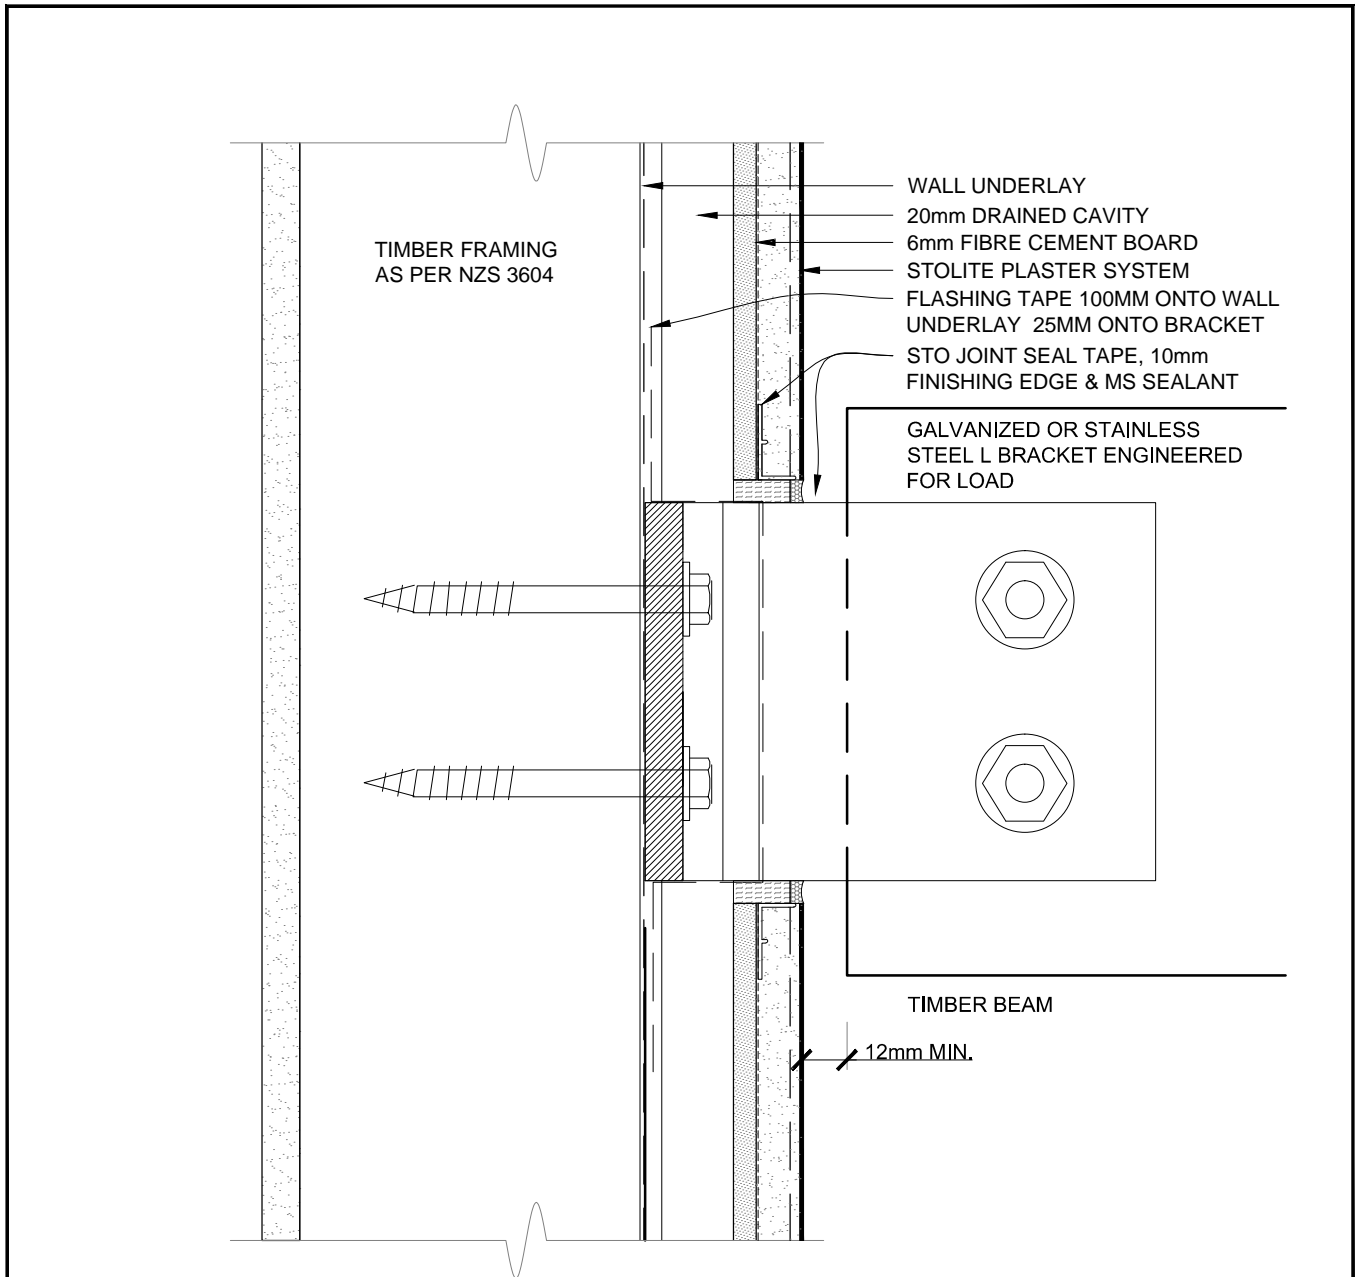 WALL UNDERLAY
20mm DRAINED CAVITY
TIMBER FRAMING
AS PER NZS 3604
6mm FIBRE CEMENT BOARD
STOLITE PLASTER SYSTEM
FLASHING TAPE 100MM ONTO WALL
UNDERLAY 25MM ONTO BRACKET
STO JOINT SEAL TAPE, 10mm
FINISHING EDGE & MS SEALANT
GALVANIZED OR STAINLESS
STEEL L BRACKET ENGINEERED
FOR LOAD
TIMBER BEAM
12mm MIN.